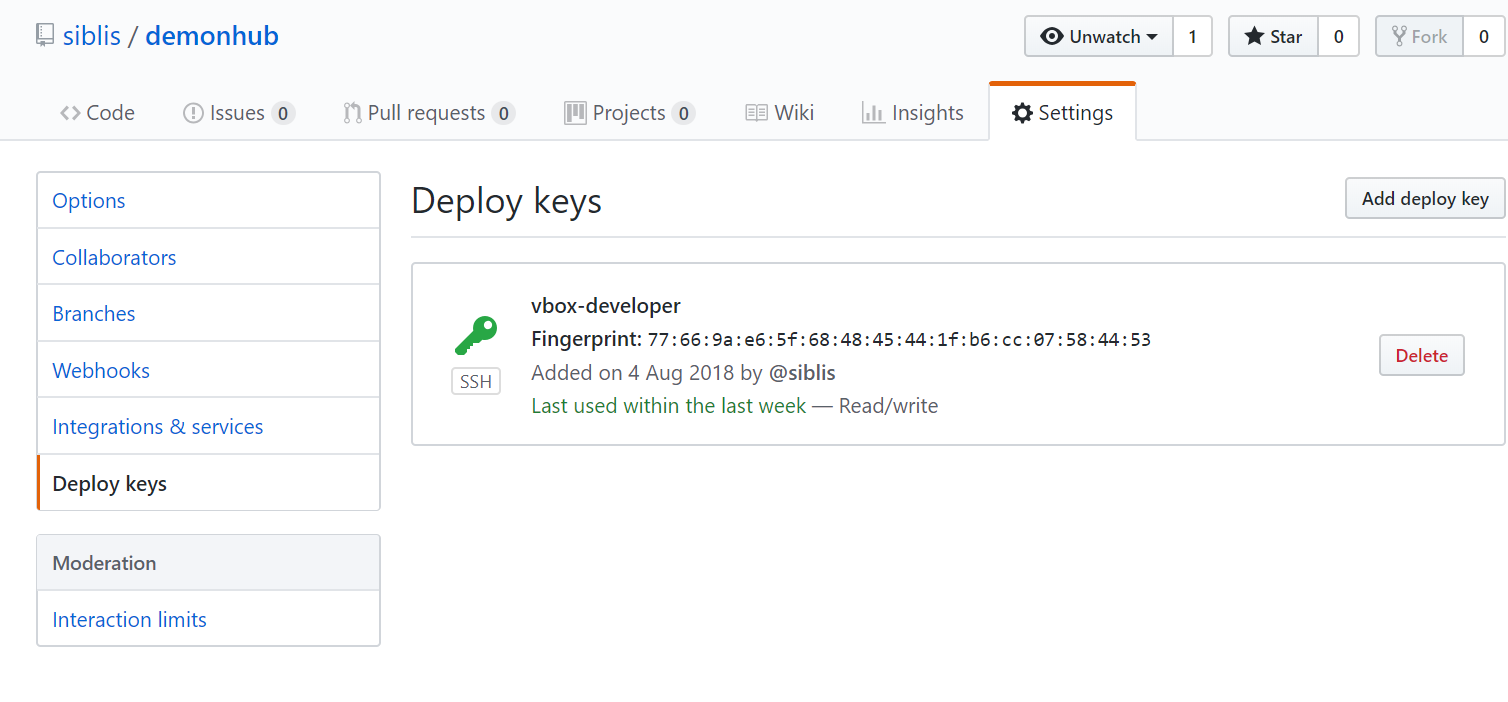 siblis / demonhub
Unwatch 1 Star 0 Fork 0
Code Issues 0 Pull requests 0 Projects 0 Wiki Insights Settings
Options
Collaborators
Branches
Webhooks
Integrations & services
Deploy keys
Moderation
Interaction limits
Deploy keys
Add deploy key
vbox-developer
Fingerprint: 77:66:9a:e6:5f:68:48:45:44:1f:b6:cc:07:58:44:53
Added on 4 Aug 2018 by @siblis
Last used within the last week — Read/write
SSH
Delete